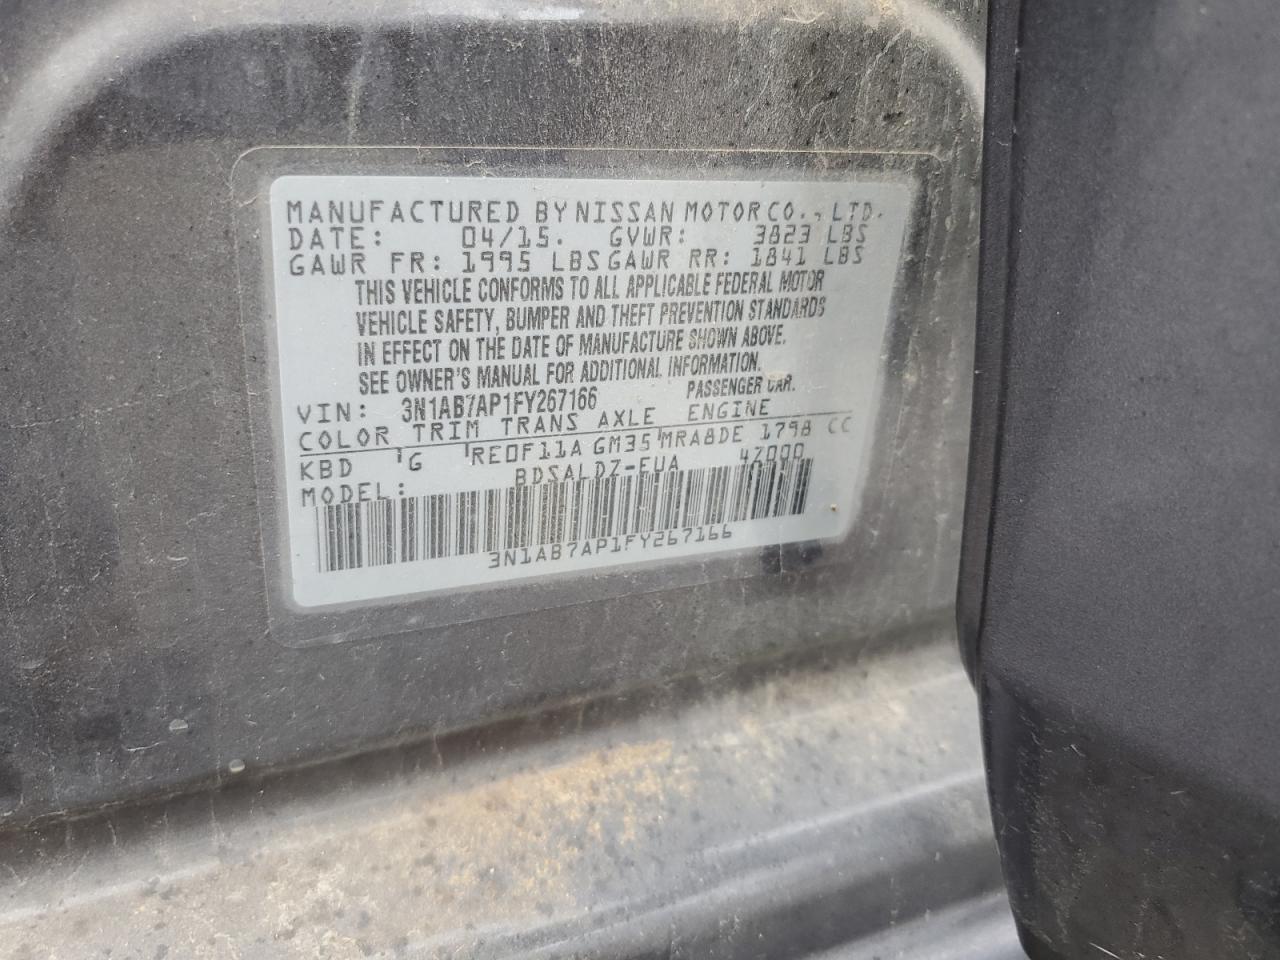 MANUFACTURED BY NISSAN MOTOR CO., LTD.
DATE: 04/15. GVWR: 3823 LBS
GAWR FR: 1995 LBS GAWR RR: 1841 LBS
THIS VEHICLE CONFORMS TO ALL APPLICABLE FEDERAL MOTOR
VEHICLE SAFETY, BUMPER AND THEFT PREVENTION STANDARDS
IN EFFECT ON THE DATE OF MANUFACTURE SHOWN ABOVE.
SEE OWNER'S MANUAL FOR ADDITIONAL INFORMATION.
VIN: 3N1AB7AP1FY267166 PASSENGER CAR.
COLOR TRIM TRANS AXLE ENGINE
KBD G RE0F11A GM35 MRA8DE 1798 CC
MODEL: BDSALDZ-EUA 47000
3N1AB7AP1FY267166